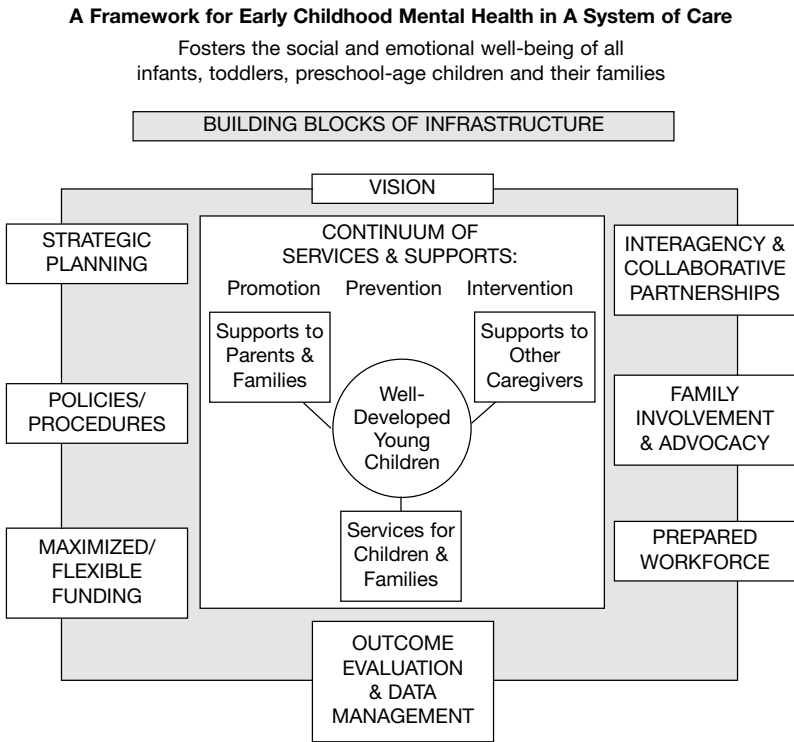 A Framework for Early Childhood Mental Health in A System of Care
Fosters the social and emotional well-being of all
infants, toddlers, preschool-age children and their families
BUILDING BLOCKS OF INFRASTRUCTURE
VISION
STRATEGIC
PLANNING
POLICIES/
PROCEDURES
MAXIMIZED/
FLEXIBLE
FUNDING
CONTINUUM OF
SERVICES & SUPPORTS:
Promotion Prevention Intervention
Supports to
Parents &
Families
Supports to
Other
Caregivers
Well-
Developed
Young
Children
Services for
Children &
Families
INTERAGENCY &
COLLABORATIVE
PARTNERSHIPS
FAMILY
INVOLVEMENT
& ADVOCACY
PREPARED
WORKFORCE
OUTCOME
EVALUATION
& DATA
MANAGEMENT